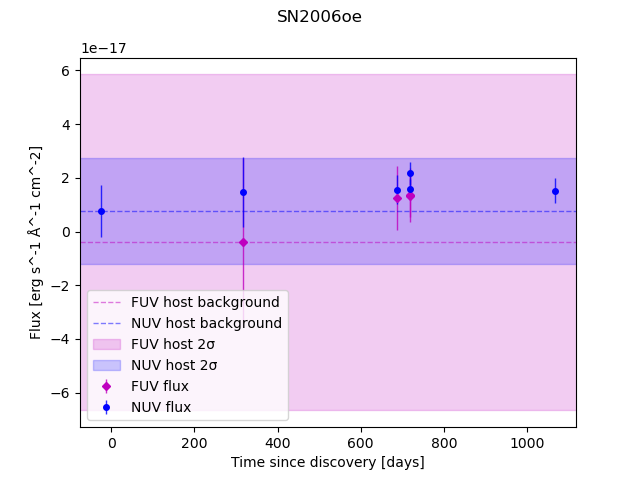 SN2006oe
1e−17
6
4
2
0
−2
−4
−6
Flux [erg s^-1 Å^-1 cm^-2]
FUV host background
NUV host background
FUV host 2σ
NUV host 2σ
FUV flux
NUV flux
0 200 400 600 800 1000
Time since discovery [days]